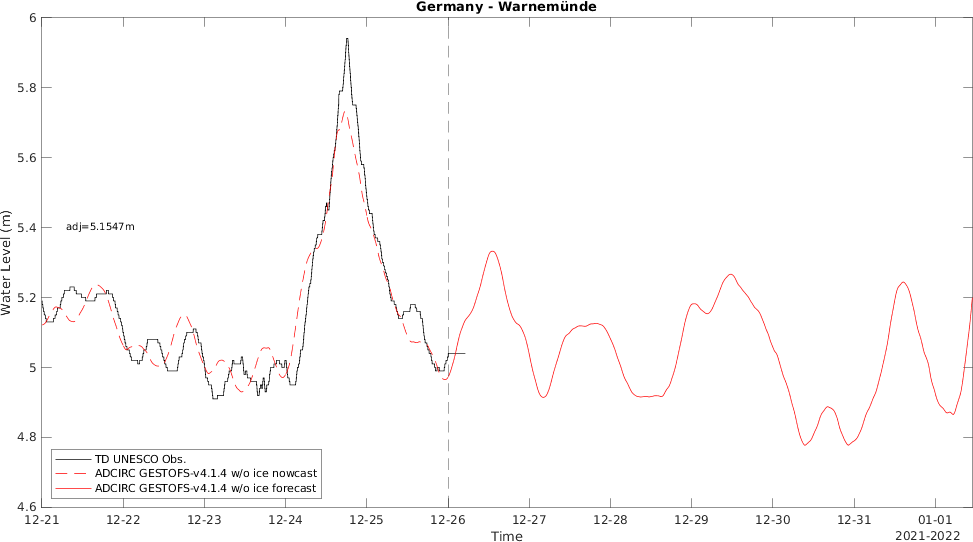 Germany - Warnemünde
Water Level (m)
6
5.8
5.6
5.4
5.2
5
4.8
4.6
adj=5.1547m
TD UNESCO Obs.
ADCIRC GESTOFS-v4.1.4 w/o ice nowcast
ADCIRC GESTOFS-v4.1.4 w/o ice forecast
12-21 12-22 12-23 12-24 12-25 12-26 12-27 12-28 12-29 12-30 12-31 01-01
Time
2021-2022